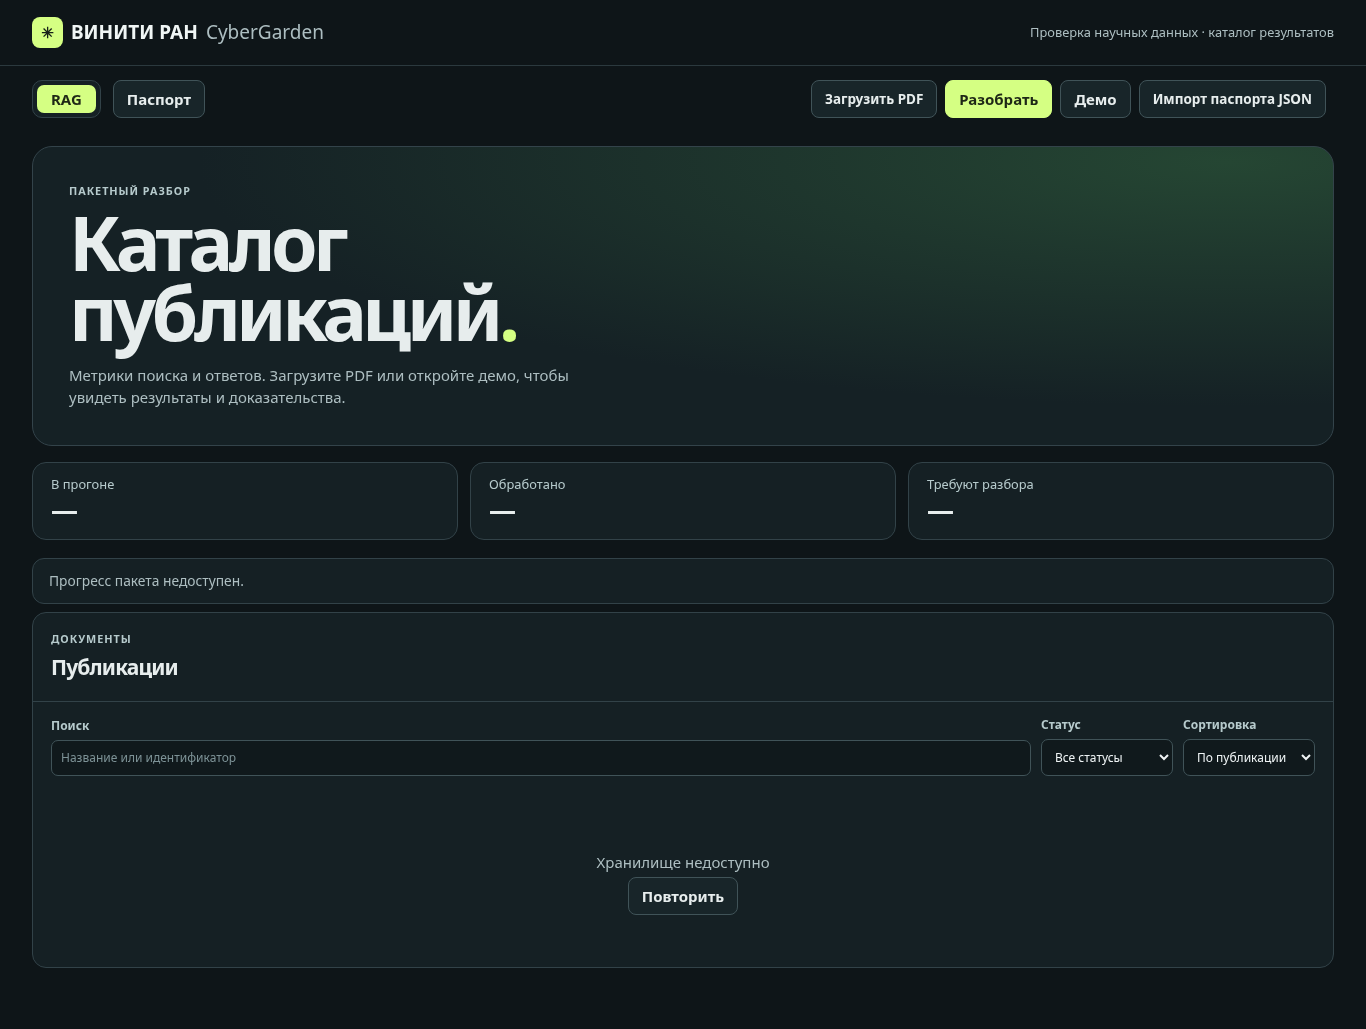 ВИНИТИ РАН CyberGarden
Проверка научных данных · каталог результатов
RAG
Паспорт
Загрузить PDF
Разобрать
Демо
Импорт паспорта JSON
ПАКЕТНЫЙ РАЗБОР
Каталог
публикаций.
Метрики поиска и ответов. Загрузите PDF или откройте демо, чтобы
увидеть результаты и доказательства.
В прогоне
—
Обработано
—
Требуют разбора
—
Прогресс пакета недоступен.
ДОКУМЕНТЫ
Публикации
Поиск
Название или идентификатор
Статус
Все статусы
Сортировка
По публикации
Хранилище недоступно
Повторить